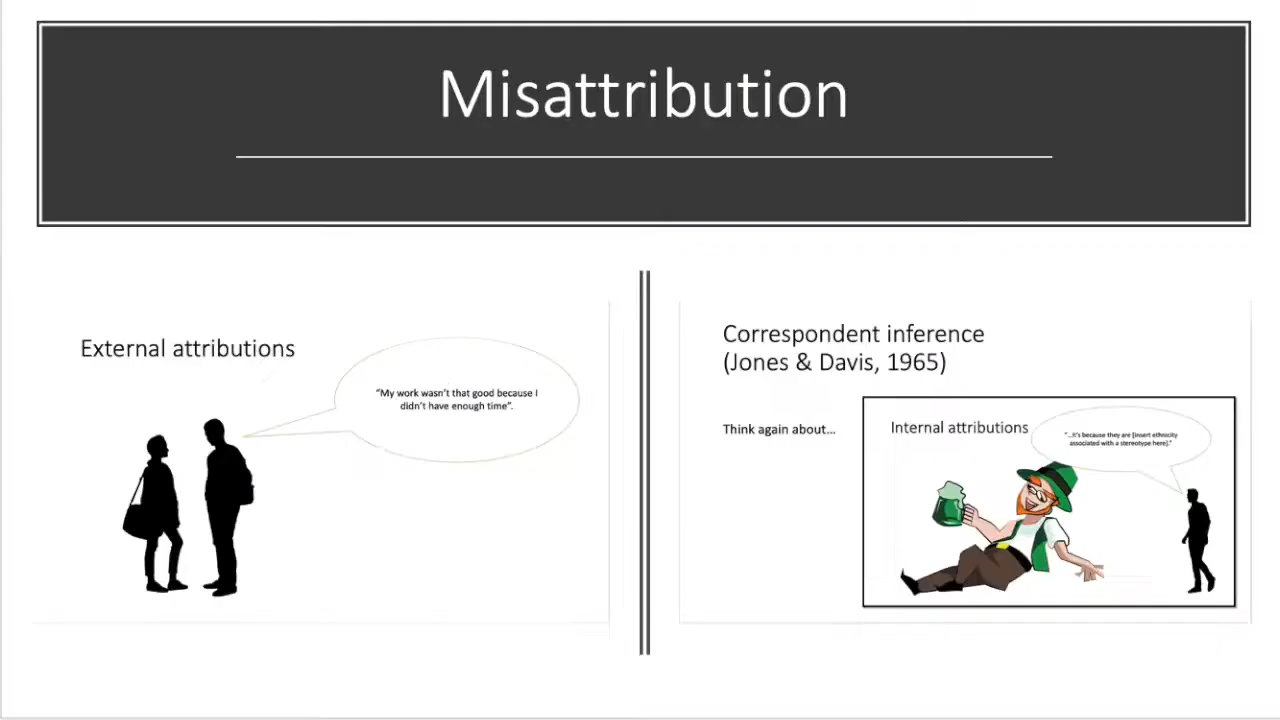 Misattribution
External attributions
“My work wasn’t that good because I
didn’t have enough time”.
Correspondent inference
(Jones & Davis, 1965)
Think again about...
Internal attributions
“...it’s because they are [insert ethnicity
associated with a stereotype here].”